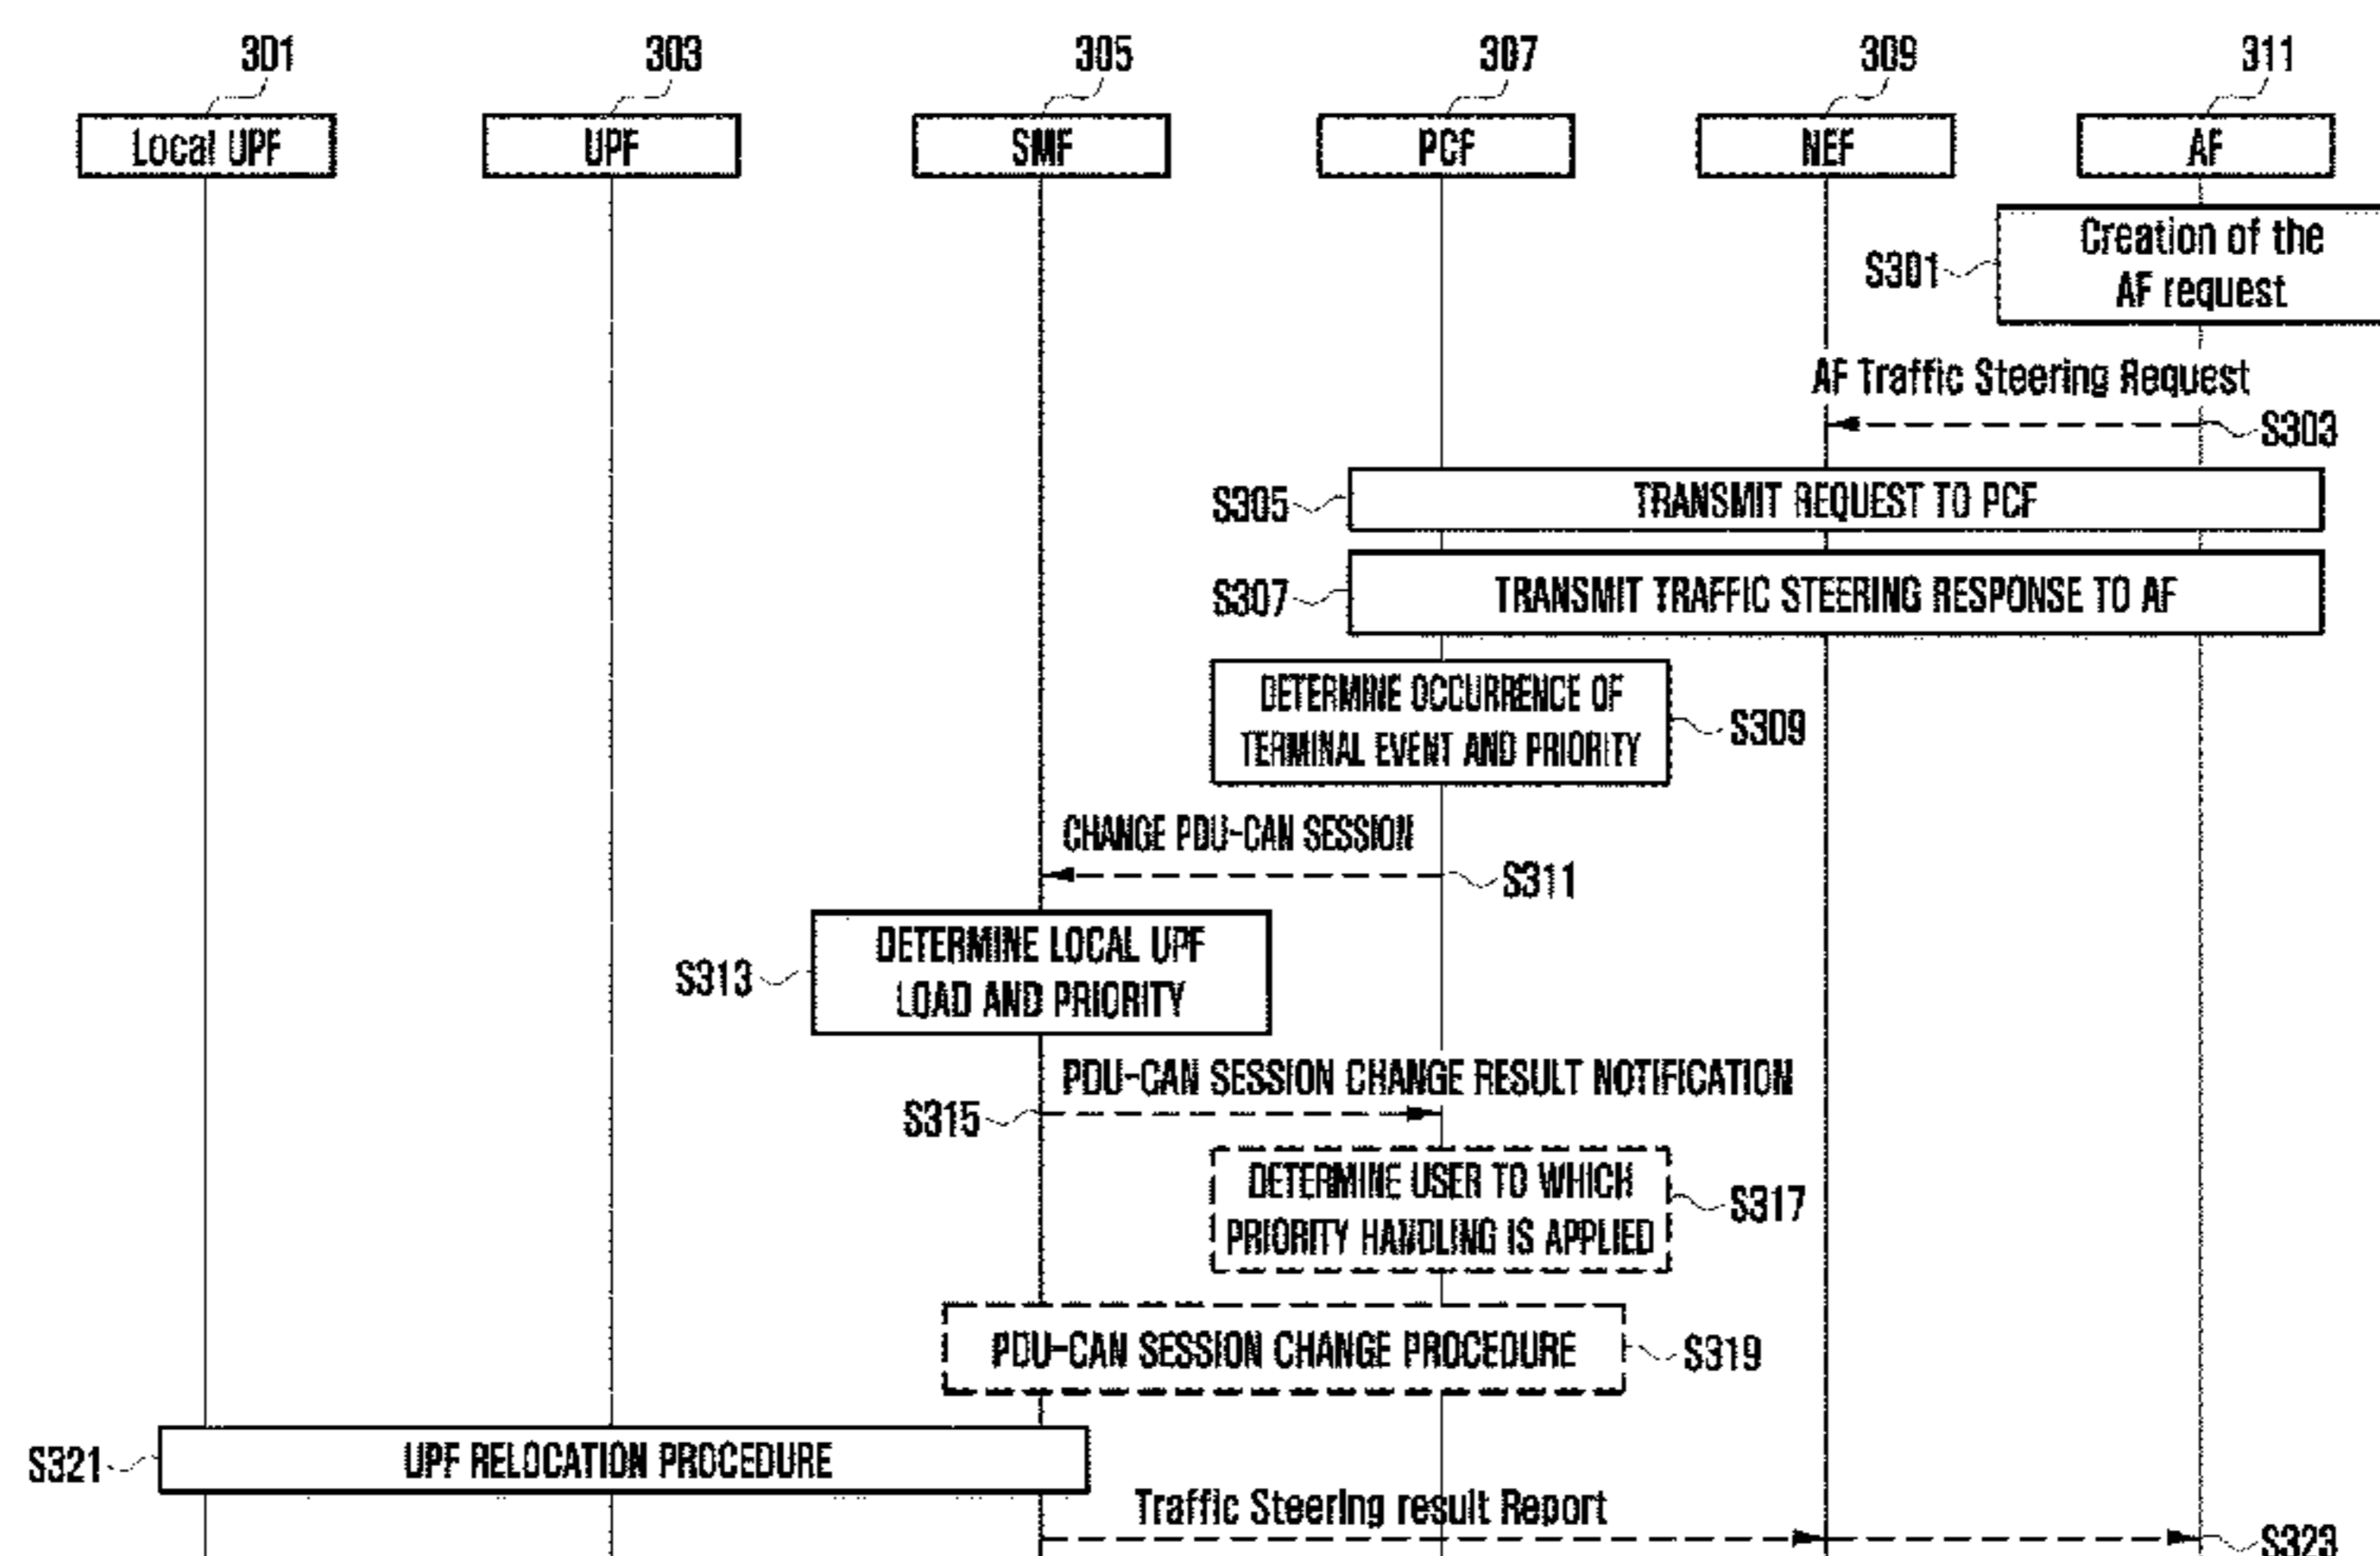 301 303 305 307 309 311
Local UPF UPF SMF PCF NEF AF
Creation of the
S301
AF request
AF Traffic Steering Request
S303
S305 TRANSMIT REQUEST TO PCF
S307 TRANSMIT TRAFFIC STEERING RESPONSE TO AF
DETERMINE OCCURRENCE OF
S309
TERMINAL EVENT AND PRIORITY
CHANGE PDU-CAN SESSION
S311
DETERMINE LOCAL UPF
S313
LOAD AND PRIORITY
PDU-CAN SESSION CHANGE RESULT NOTIFICATION
S315
DETERMINE USER TO WHICH
S317
PRIORITY HANDLING IS APPLIED
PDU-CAN SESSION CHANGE PROCEDURE S319
S321 UPF RELOCATION PROCEDURE
Traffic Steering result Report
S323